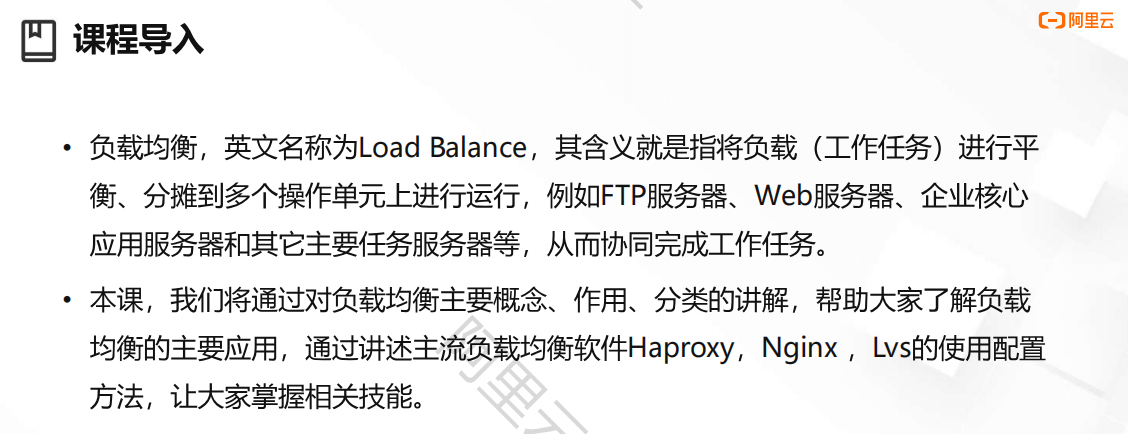 课程导入
阿里云
• 负载均衡，英文名称为Load Balance，其含义就是指将负载（工作任务）进行平
衡、分摊到多个操作单元上进行运行，例如FTP服务器、Web服务器、企业核心
应用服务器和其它主要任务服务器等，从而协同完成工作任务。
• 本课，我们将通过对负载均衡主要概念、作用、分类的讲解，帮助大家了解负载
均衡的主要应用，通过讲述主流负载均衡软件Haproxy，Nginx ，Lvs的使用配置
方法，让大家掌握相关技能。
阿里云